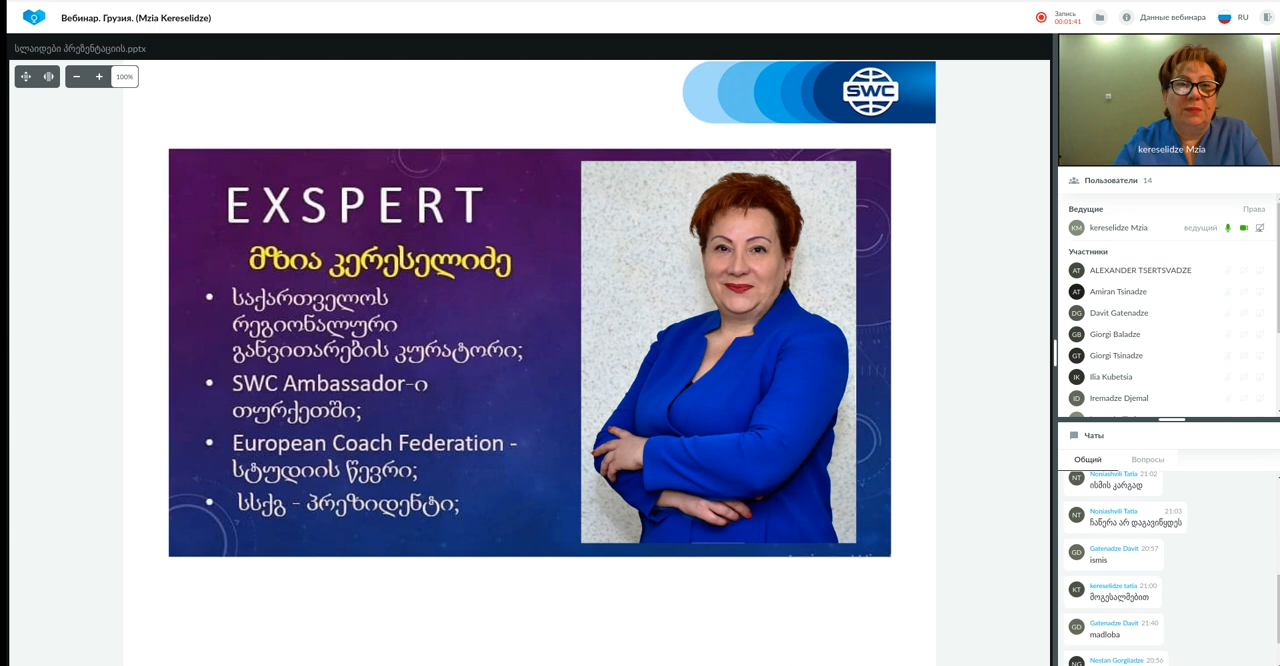 Вебинар. Грузия. (Mzia Kereselidze)
Запись
00:01:41
Данные вебинара
RU
სლაიდები პრეზენტაციის.pptx
100%
SWC
EXSPERT
მზია კერესელიძე
• საქართველოს
რეგიონალური
განვითარების კურატორი;
• SWC Ambassador-ი
თურქეთში;
• European Coach Federation -
სტუდიის წევრი;
• სსქგ - პრეზიდენტი;
kereselidze Mzia
Пользователи 14
Ведущие Права
KM kereselidze Mzia ведущий
Участники
AT ALEXANDER TSERTSVADZE
AT Amiran Tsinadze
DG Davit Gatenadze
GB Giorgi Baladze
GT Giorgi Tsinadze
IK Ilia Kubetsia
ID Iremadze Djemal
Чаты
Общий Вопросы
NT Noniashvili Tatia 21:02
ისმის კარგად
NT Noniashvili Tatia 21:03
ჩაწერა არ დაგავიწყდეს
GD Gatenadze Davit 20:57
ismis
KT kereselidze tatia 21:00
მოგესალმებით
GD Gatenadze Davit 21:40
madloba
NG Nestan Gorgiladze 20:56